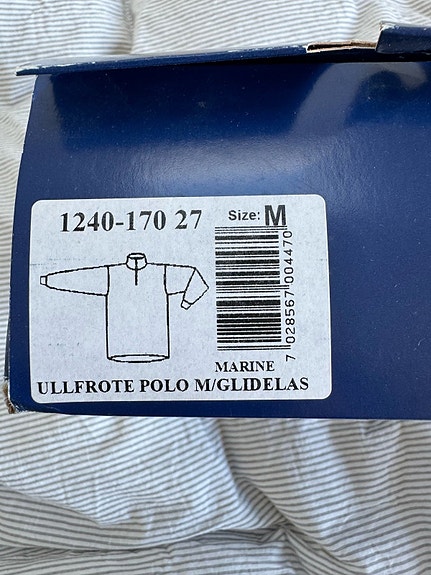 1240-170 27
Size: M
7 028567 004470
MARINE
ULLFROTE POLO M/GLIDELAS